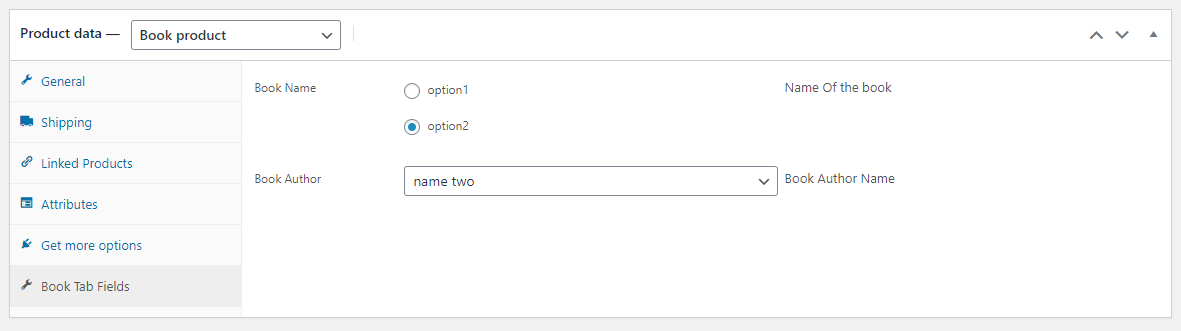 Product data — Book product
General
Shipping
Linked Products
Attributes
Get more options
Book Tab Fields
Book Name
option1
option2
Name Of the book
Book Author
name two
Book Author Name